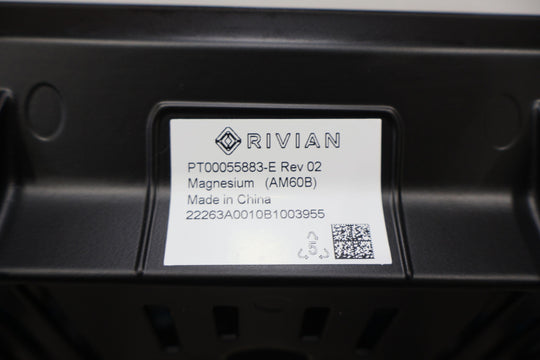 RIVIAN
PT00055883-E Rev 02
Magnesium (AM60B)
Made in China
22263A0010B1003955